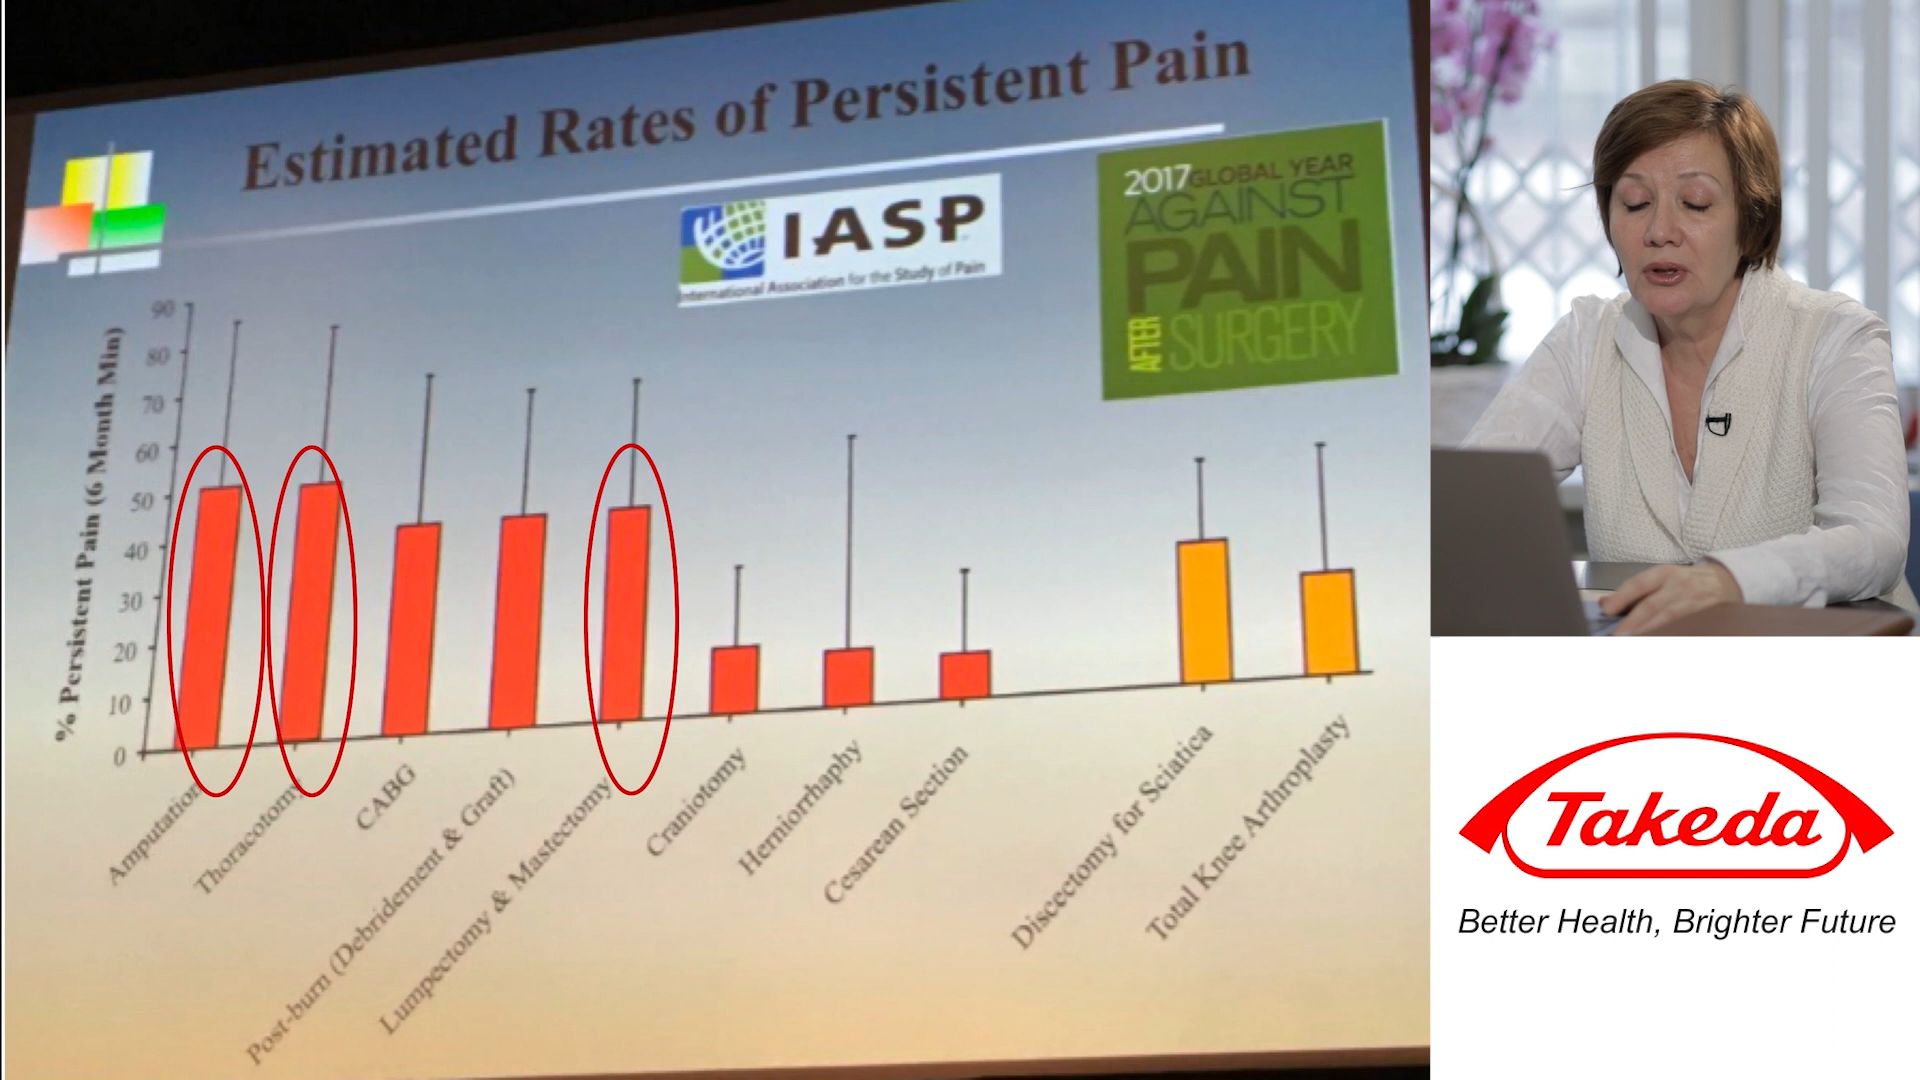 Estimated Rates of Persistent Pain
IASP
International Association for the Study of Pain
2017 GLOBAL YEAR
AGAINST
PAIN
AFTER
SURGERY
% Persistent Pain (6 Month Min)
90
80
70
60
50
40
30
20
10
0
Amputation
Thoracotomy
CABG
Post-burn (Debridement & Graft)
Lumpectomy & Mastectomy
Craniotomy
Herniorrhaphy
Cesarean Section
Discectomy for Sciatica
Total Knee Arthroplasty
Takeda
Better Health, Brighter Future